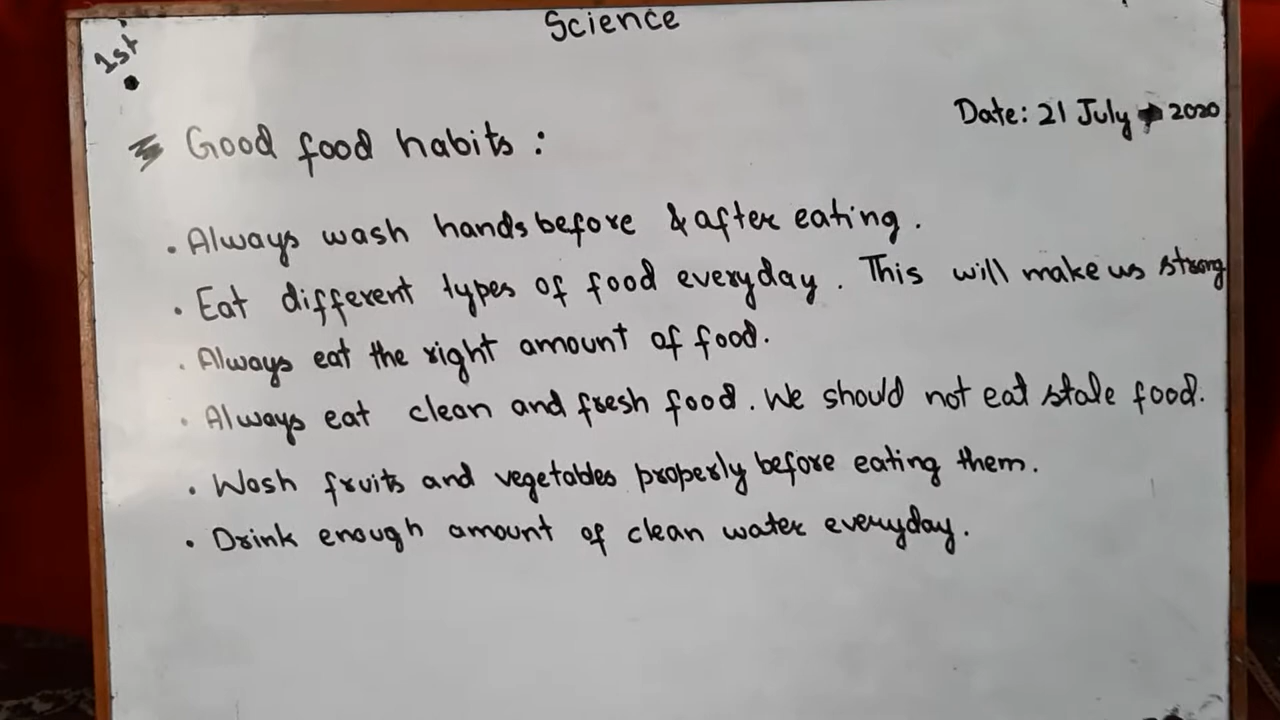 Science
1st
Date: 21 July 2020
Good food habits :
• Always wash hands before & after eating.
• Eat different types of food everyday. This will make us strong
• Always eat the right amount of food.
• Always eat clean and fresh food. We should not eat stale food.
• Wash fruits and vegetables properly before eating them.
• Drink enough amount of clean water everyday.